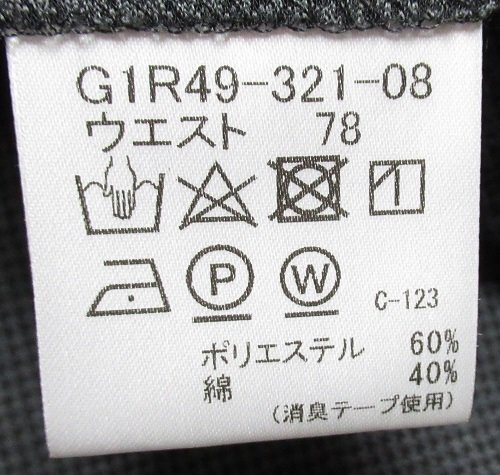 G1R49-321-08
ウエスト 78
P W C-123
ポリエステル 60%
綿 40%
(消臭テープ使用)